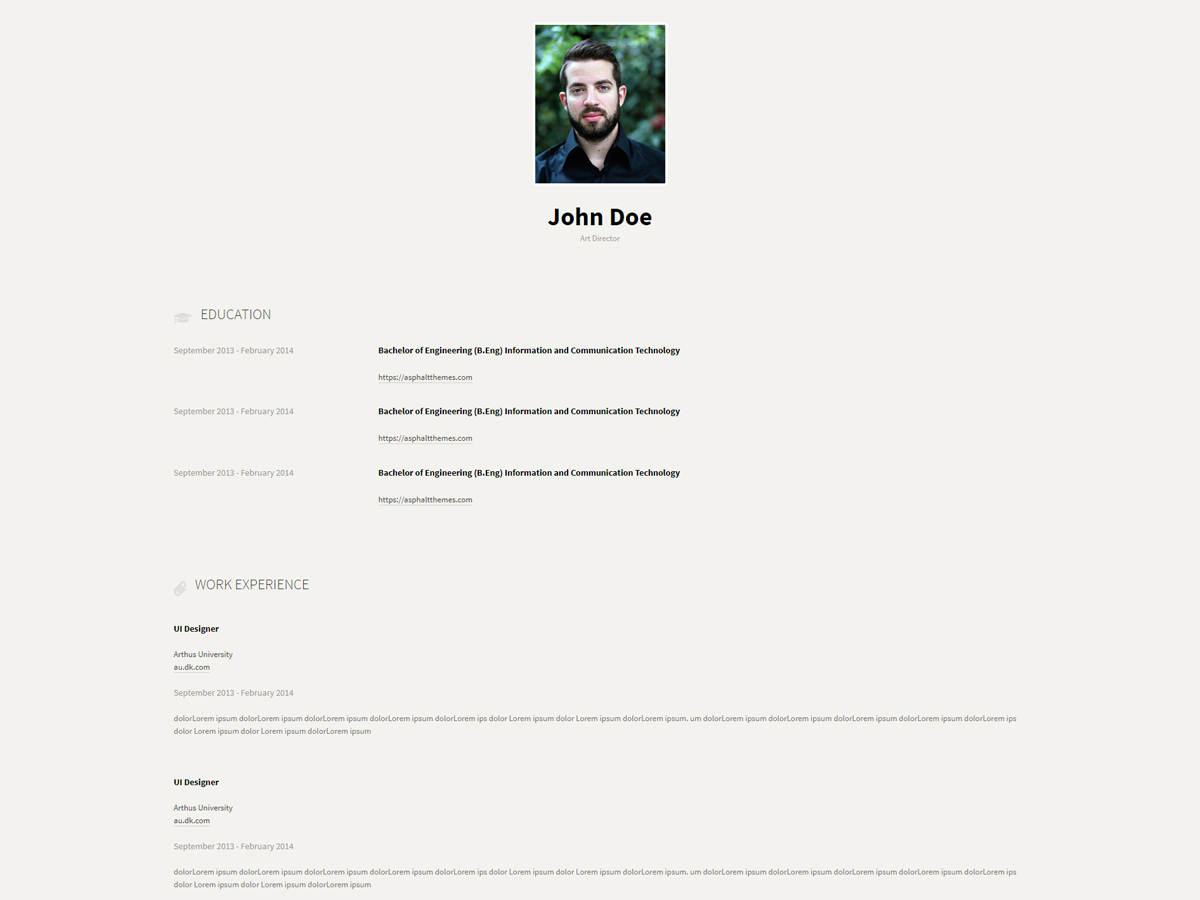 John Doe
Art Director
EDUCATION
September 2013 - February 2014
Bachelor of Engineering (B.Eng) Information and Communication Technology
https://asphaltthemes.com
September 2013 - February 2014
Bachelor of Engineering (B.Eng) Information and Communication Technology
https://asphaltthemes.com
September 2013 - February 2014
Bachelor of Engineering (B.Eng) Information and Communication Technology
https://asphaltthemes.com
WORK EXPERIENCE
UI Designer
Arthus University
au.dk.com
September 2013 - February 2014
dolorLorem ipsum dolorLorem ipsum dolorLorem ipsum dolorLorem ipsum dolorLorem ips dolor Lorem ipsum dolor Lorem ipsum dolorLorem ipsum. um dolorLorem ipsum dolorLorem ipsum dolorLorem ipsum dolorLorem ipsum dolorLorem ips
dolor Lorem ipsum dolor Lorem ipsum dolorLorem ipsum
UI Designer
Arthus University
au.dk.com
September 2013 - February 2014
dolorLorem ipsum dolorLorem ipsum dolorLorem ipsum dolorLorem ipsum dolorLorem ips dolor Lorem ipsum dolor Lorem ipsum dolorLorem ipsum. um dolorLorem ipsum dolorLorem ipsum dolorLorem ipsum dolorLorem ipsum dolorLorem ips
dolor Lorem ipsum dolor Lorem ipsum dolorLorem ipsum